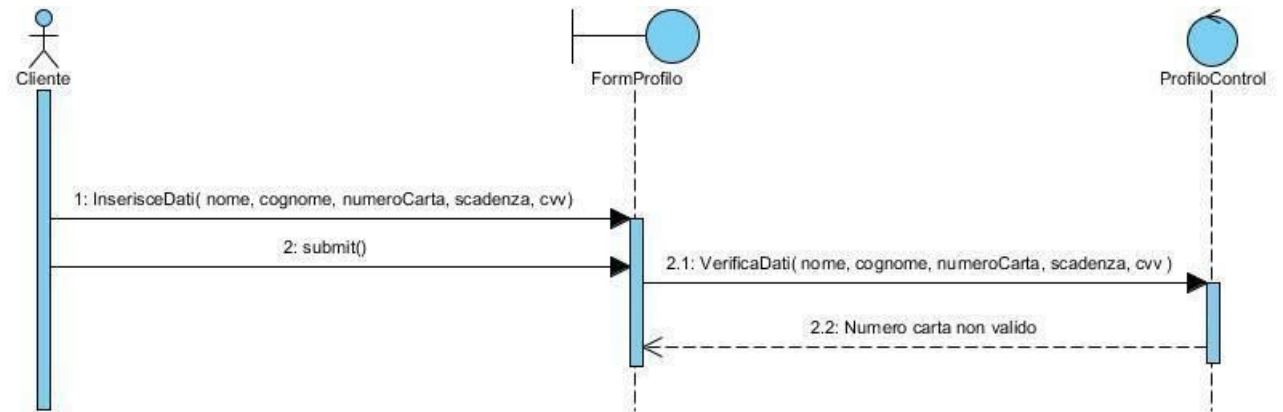 Cliente
FormProfilo
ProfiloControl
1: InserisceDati( nome, cognome, numeroCarta, scadenza, cvv)
2: submit()
2.1: VerificaDati( nome, cognome, numeroCarta, scadenza, cvv )
2.2: Numero carta non valido